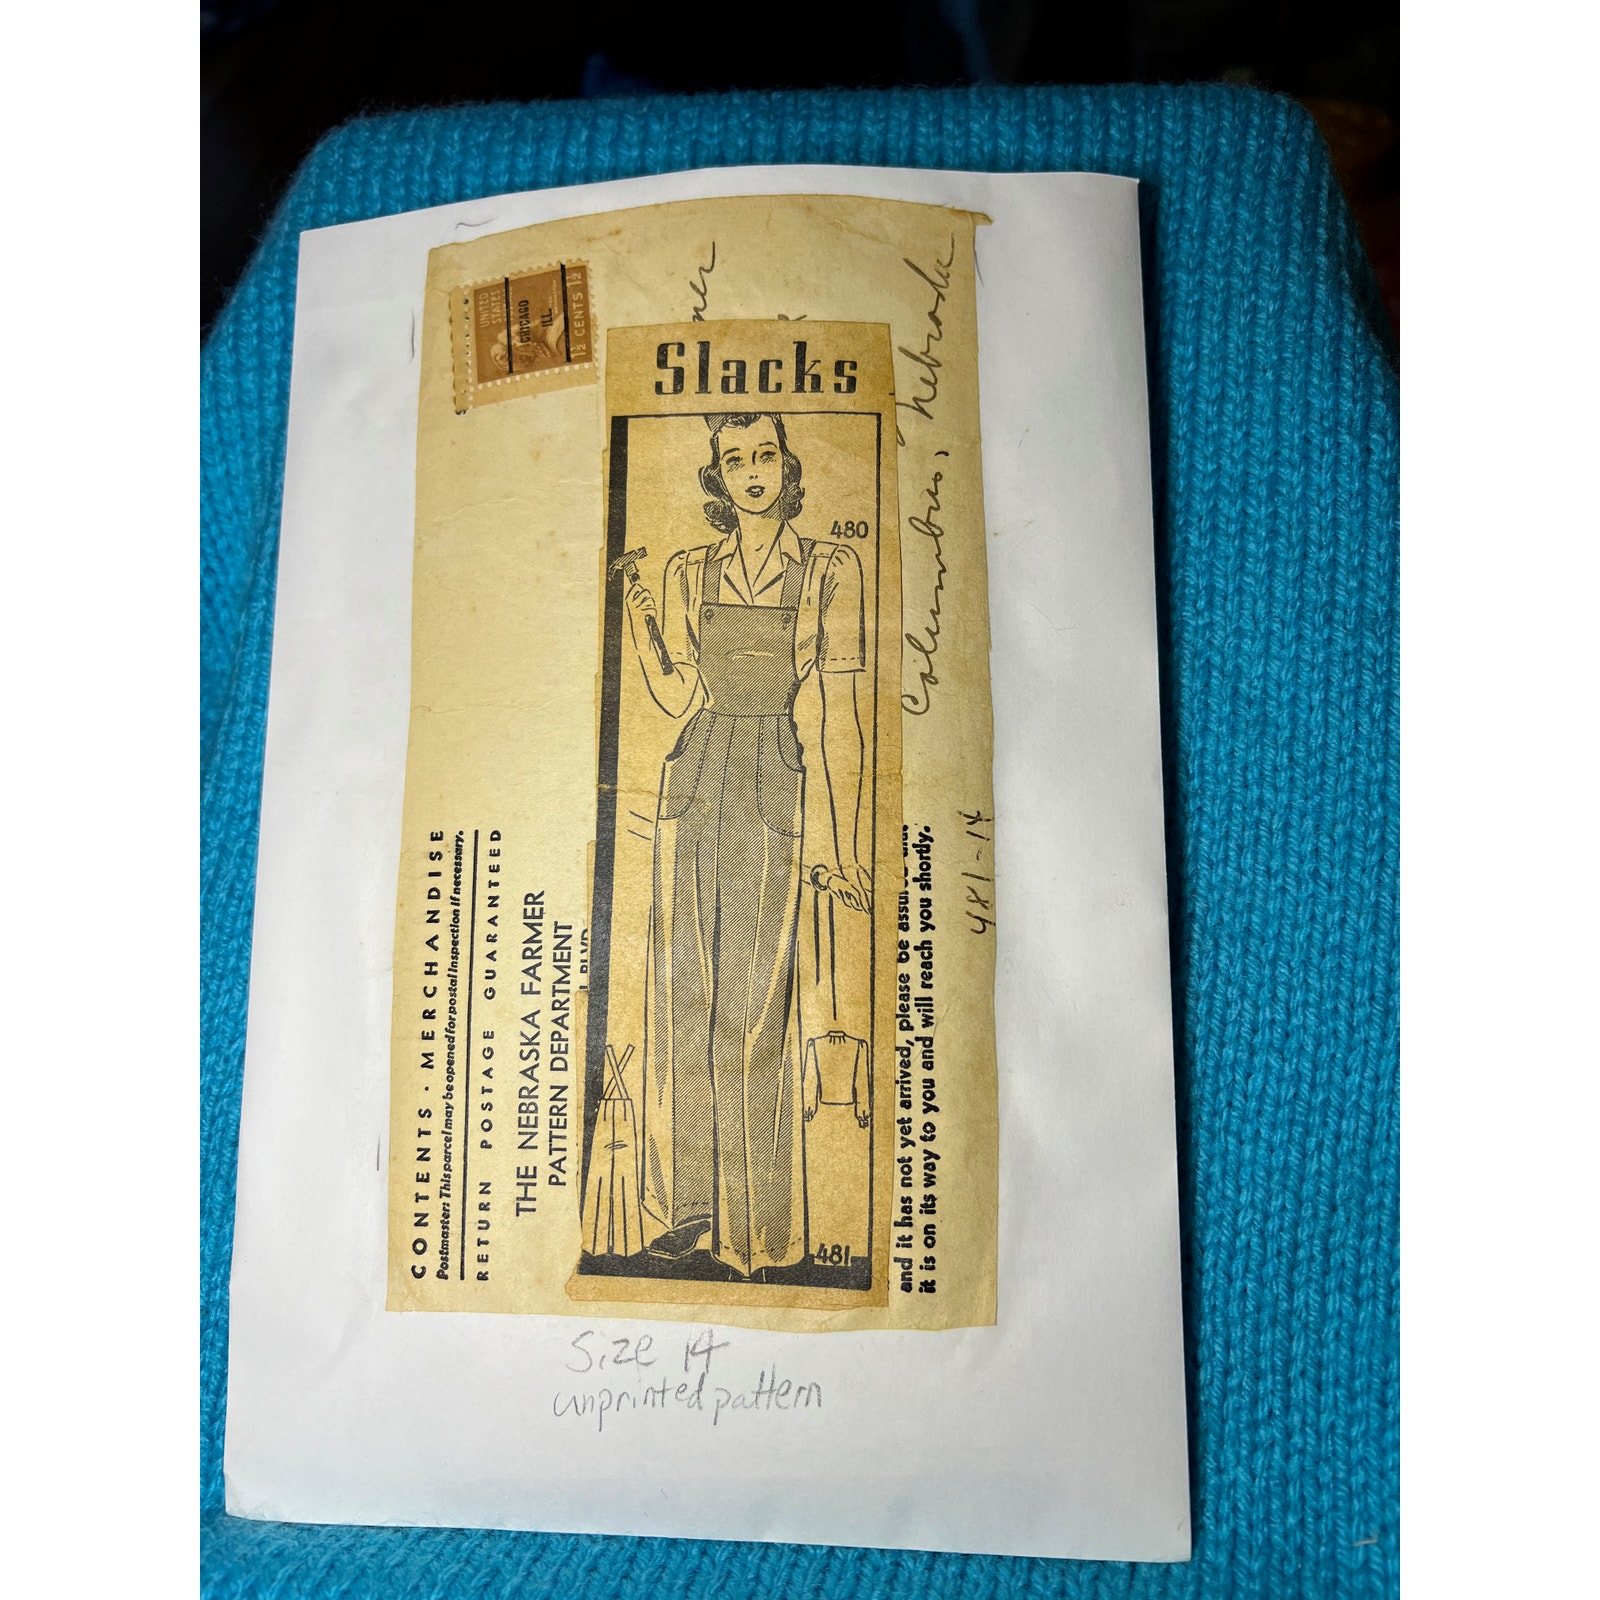 UNITED
STATES
CHICAGO
ILL.
1½ CENTS 1½
Slacks
480
481
Columbus, Nebraska
481-14
CONTENTS · MERCHANDISE
Postmaster: This parcel may be opened for postal inspection if necessary.
RETURN POSTAGE GUARANTEED
THE NEBRASKA FARMER
PATTERN DEPARTMENT
BLVD
and it has not yet arrived, please be assured that
it is on its way to you and will reach you shortly.
Size 14
unprinted pattern